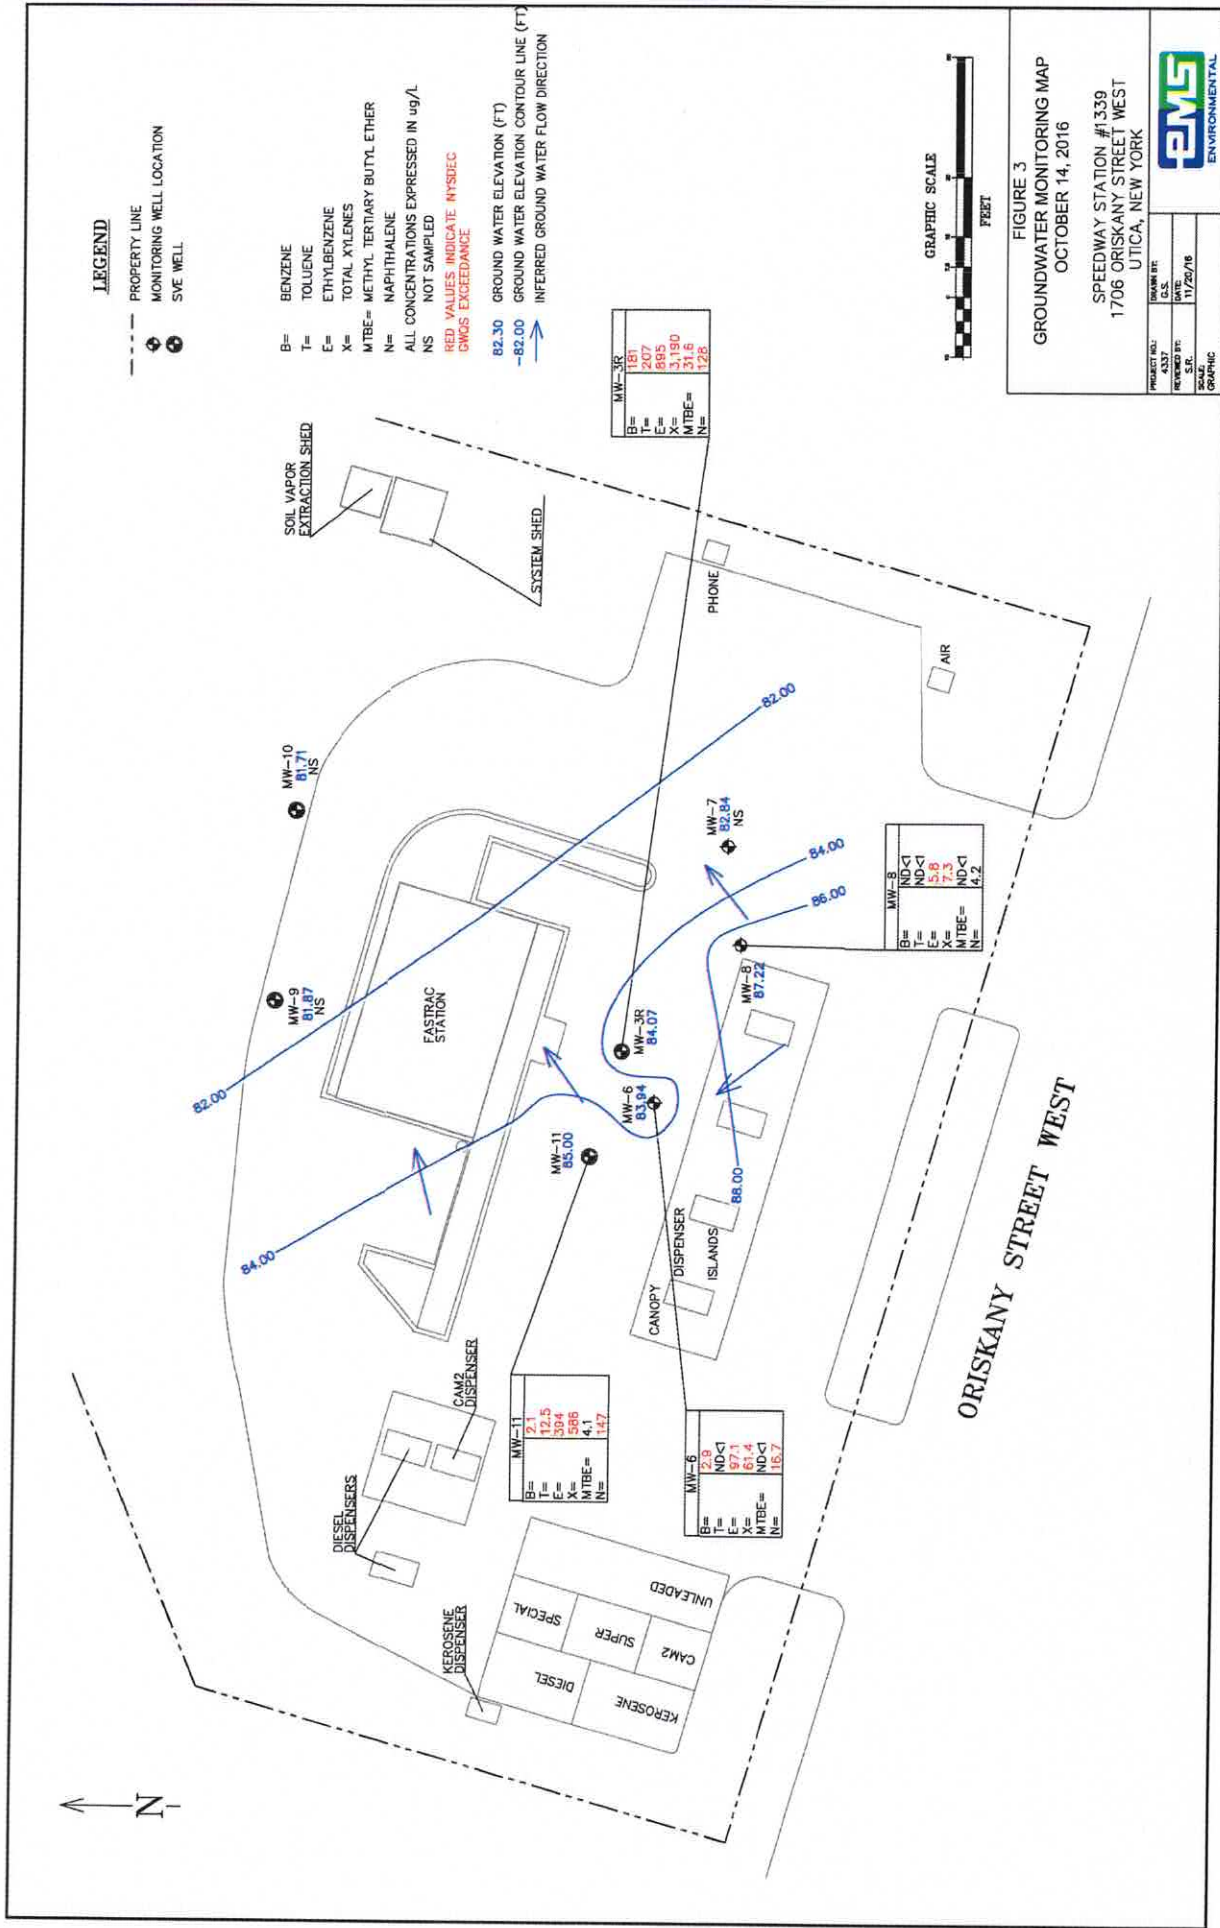 LEGEND
PROPERTY LINE
MONITORING WELL LOCATION
SVE WELL
B= BENZENE
T= TOLUENE
E= ETHYLBENZENE
X= TOTAL XYLENES
MTBE= METHYL TERTIARY BUTYL ETHER
N= NAPHTHALENE
ALL CONCENTRATIONS EXPRESSED IN ug/L
NS NOT SAMPLED
RED VALUES INDICATE NYSDEC
GWQS EXCEEDANCE
82.30 GROUND WATER ELEVATION (FT)
-82.00 GROUND WATER ELEVATION CONTOUR LINE (FT)
INFERRED GROUND WATER FLOW DIRECTION
N
SOIL VAPOR
EXTRACTION SHED
SYSTEM SHED
MW-10
81.71
NS
MW-9
81.87
NS
82.00
84.00
FASTRAC
STATION
DIESEL
DISPENSERS
CAM2
DISPENSER
KEROSENE
DISPENSER
DIESEL
SPECIAL
UNLEADED
SUPER
KEROSENE
CAM2
MW-11
85.00
MW-6
83.94
MW-3R
84.07
MW-7
82.84
NS
MW-8
87.22
82.00
84.00
86.00
88.00
PHONE
AIR
CANOPY
DISPENSER
ISLANDS
MW-11
B= 2.1
T= 12.5
E= 394
X= 586
MTBE= 4.1
N= 147
MW-6
B= 2.9
T= ND<1
E= 97.1
X= 61.4
MTBE= ND<1
N= 16.7
MW-3R
B= 181
T= 207
E= 895
X= 3,190
MTBE= 31.6
N= 128
MW-8
B= ND<1
T= ND<1
E= 5.8
X= 7.3
MTBE= ND<1
N= 4.2
ORISKANY STREET WEST
GRAPHIC SCALE
FEET
FIGURE 3
GROUNDWATER MONITORING MAP
OCTOBER 14, 2016
SPEEDWAY STATION #1339
1706 ORISKANY STREET WEST
UTICA, NEW YORK
PROJECT NO.: 4337
DRAWN BY: G.S.
REVIEWED BY: S.R.
DATE: 11/20/16
SCALE: GRAPHIC
EMS
ENVIRONMENTAL